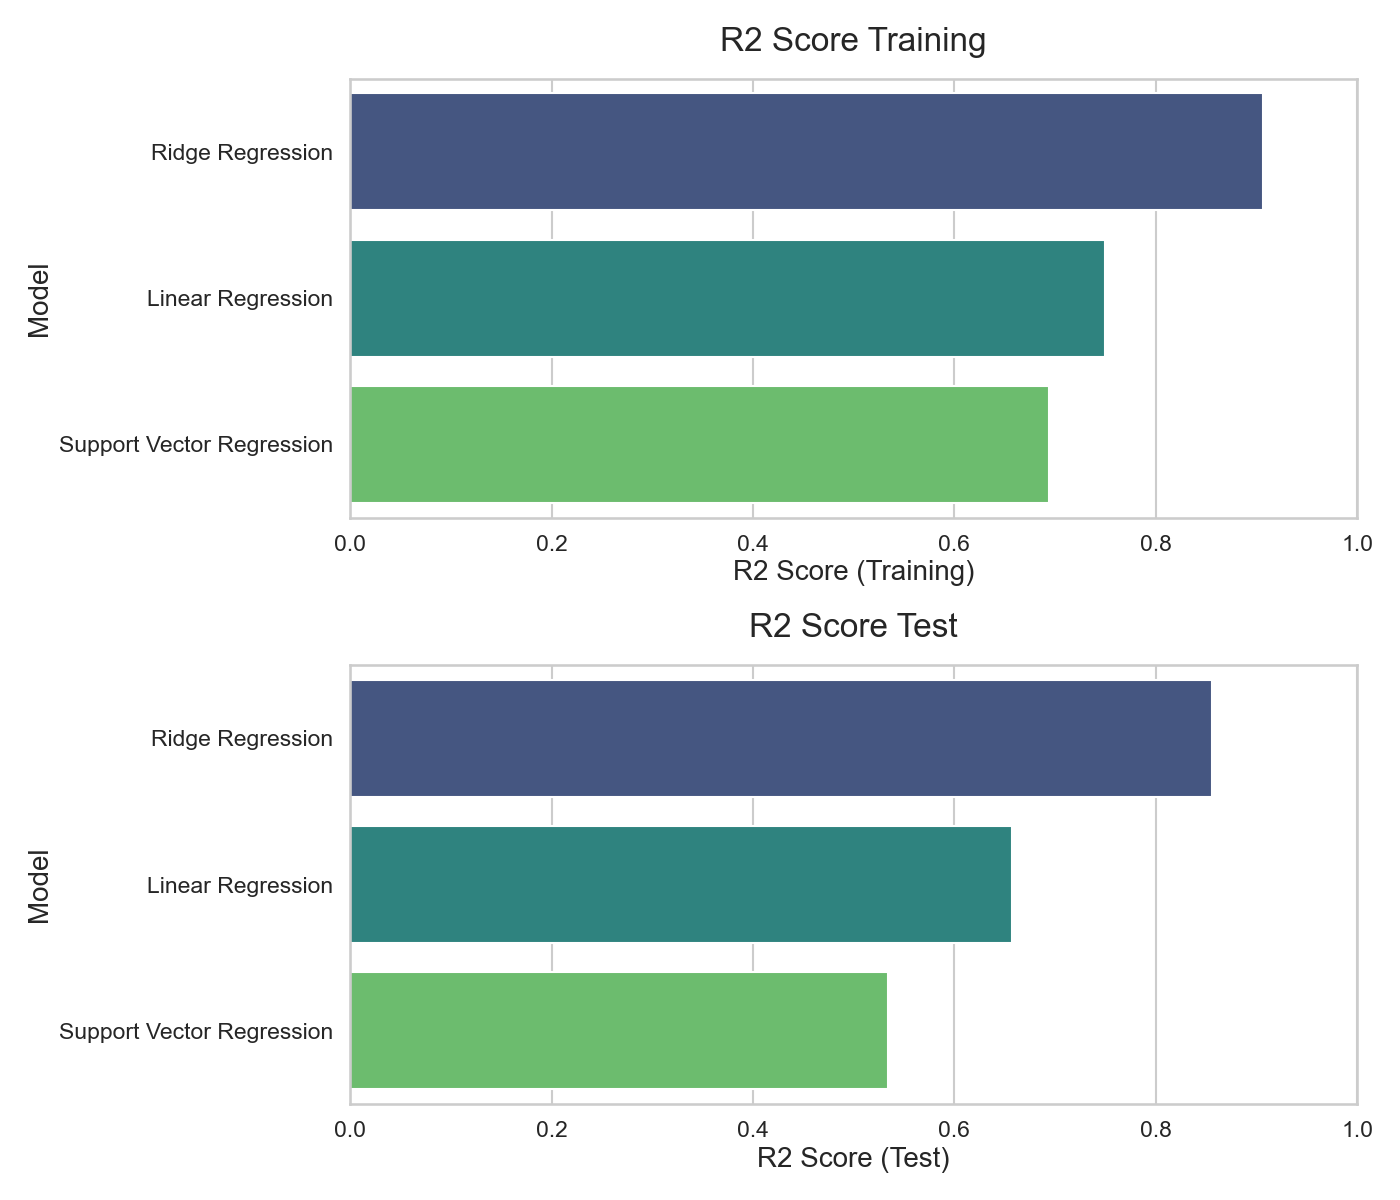 R2 Score Training
Model
Ridge Regression
Linear Regression
Support Vector Regression
0.0 0.2 0.4 0.6 0.8 1.0
R2 Score (Training)
R2 Score Test
Model
Ridge Regression
Linear Regression
Support Vector Regression
0.0 0.2 0.4 0.6 0.8 1.0
R2 Score (Test)